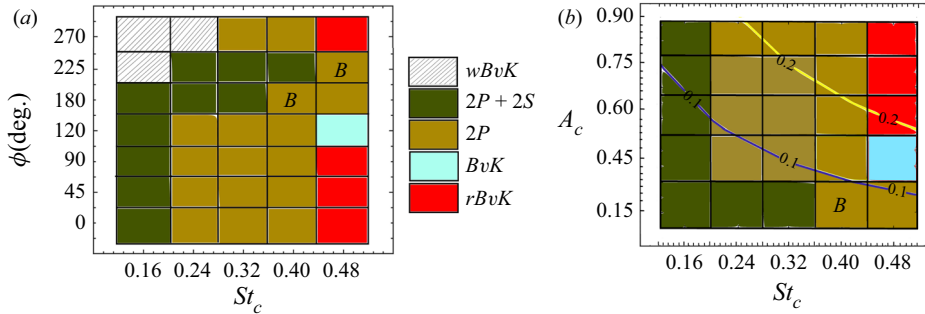 (a)
270
225
180
120
90
45
0
ϕ(deg.)
B
B
0.16 0.24 0.32 0.40 0.48
St_c
wBvK
2P + 2S
2P
BvK
rBvK
(b)
0.90
0.75
0.60
0.45
0.15
A_c
0.2
0.2
0.1
0.1
0.1
B
0.16 0.24 0.32 0.40 0.48
St_c